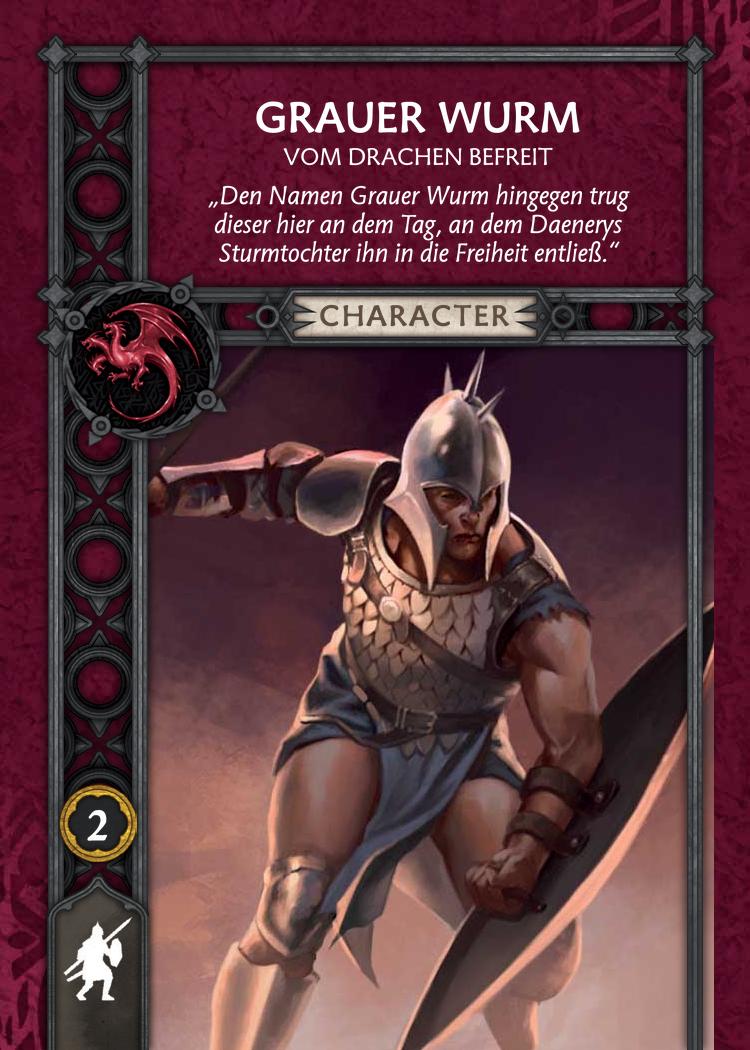 GRAUER WURM
VOM DRACHEN BEFREIT
„Den Namen Grauer Wurm hingegen trug
dieser hier an dem Tag, an dem Daenerys
Sturmtochter ihn in die Freiheit entließ.“
CHARACTER
2